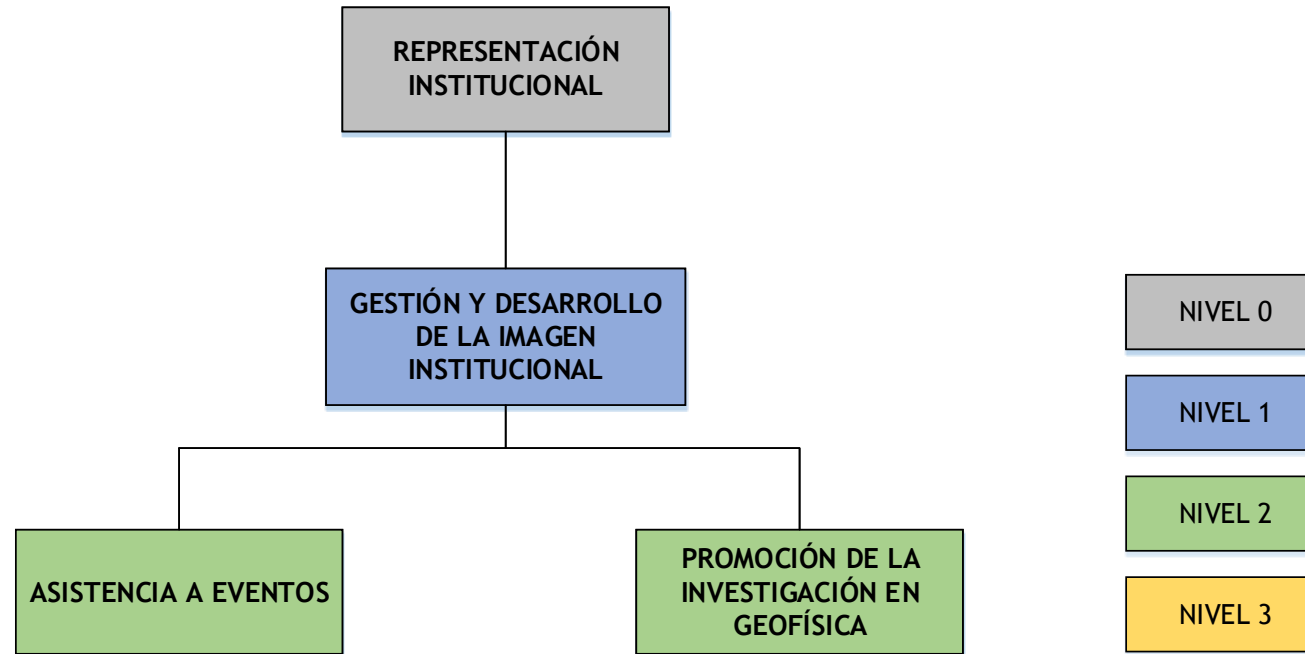 REPRESENTACIÓN
INSTITUCIONAL
GESTIÓN Y DESARROLLO
DE LA IMAGEN
INSTITUCIONAL
ASISTENCIA A EVENTOS
PROMOCIÓN DE LA
INVESTIGACIÓN EN
GEOFÍSICA
NIVEL 0
NIVEL 1
NIVEL 2
NIVEL 3